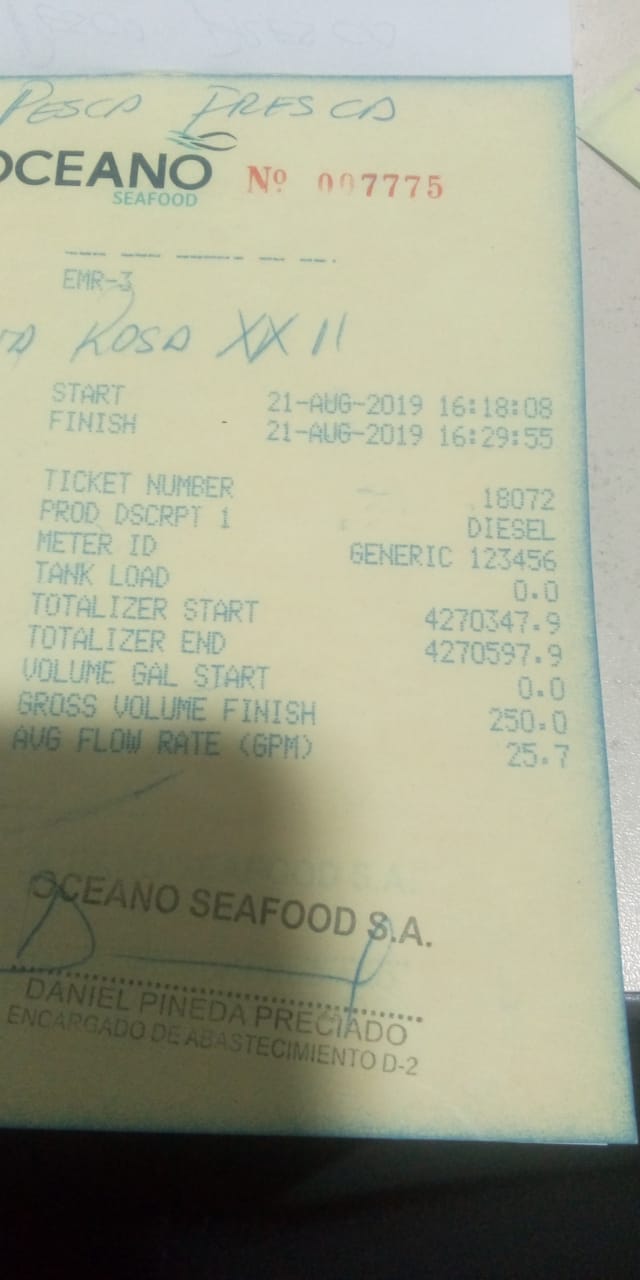 PESCA FRESCA
OCEANO
SEAFOOD
Nº 007775
EMR-3
ROSA XXII
START 21-AUG-2019 16:18:08
FINISH 21-AUG-2019 16:29:55
TICKET NUMBER 18072
PROD DSCRPT 1 DIESEL
METER ID GENERIC 123456
TANK LOAD 0.0
TOTALIZER START 4270347.9
TOTALIZER END 4270597.9
VOLUME GAL START 0.0
GROSS VOLUME FINISH 250.0
AVG FLOW RATE (GPM) 25.7
OCEANO SEAFOOD S.A.
DANIEL PINEDA PRECIADO
ENCARGADO DE ABASTECIMIENTO D-2